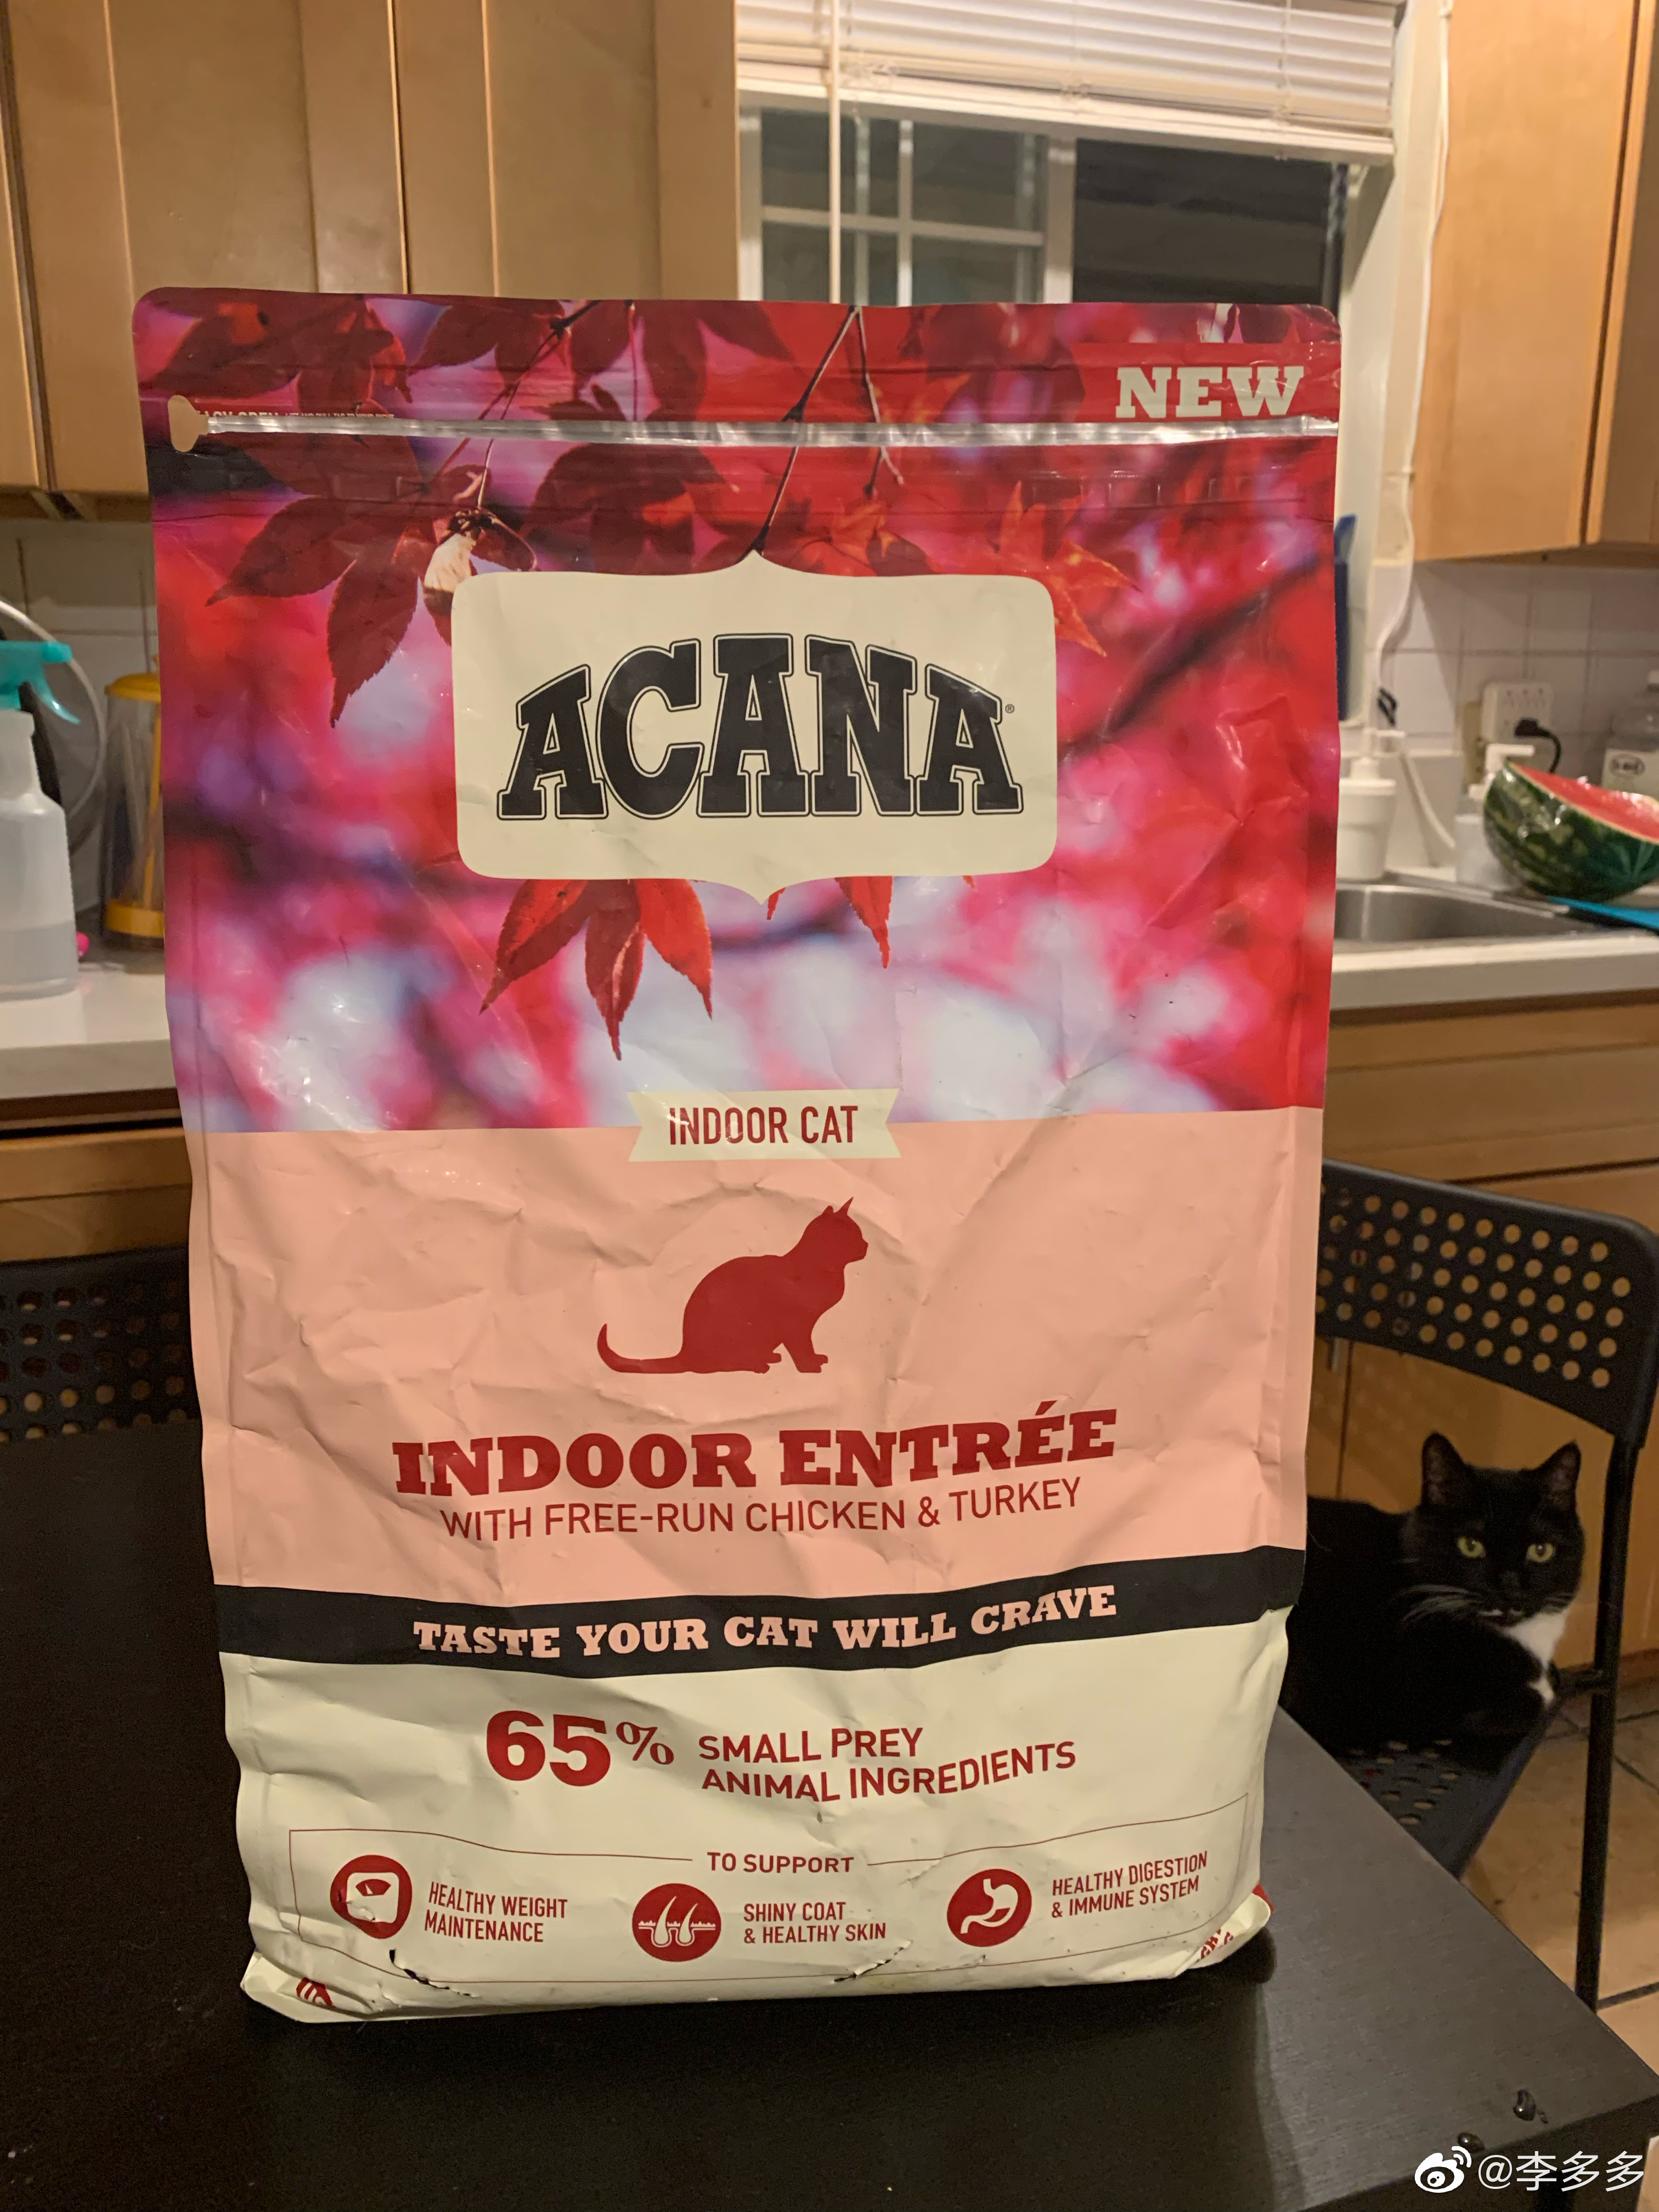 NEW
ACANA®
INDOOR CAT
INDOOR ENTRÉE
WITH FREE-RUN CHICKEN & TURKEY
TASTE YOUR CAT WILL CRAVE
65% SMALL PREY
ANIMAL INGREDIENTS
TO SUPPORT
HEALTHY WEIGHT
MAINTENANCE
SHINY COAT
& HEALTHY SKIN
HEALTHY DIGESTION
& IMMUNE SYSTEM
@李多多